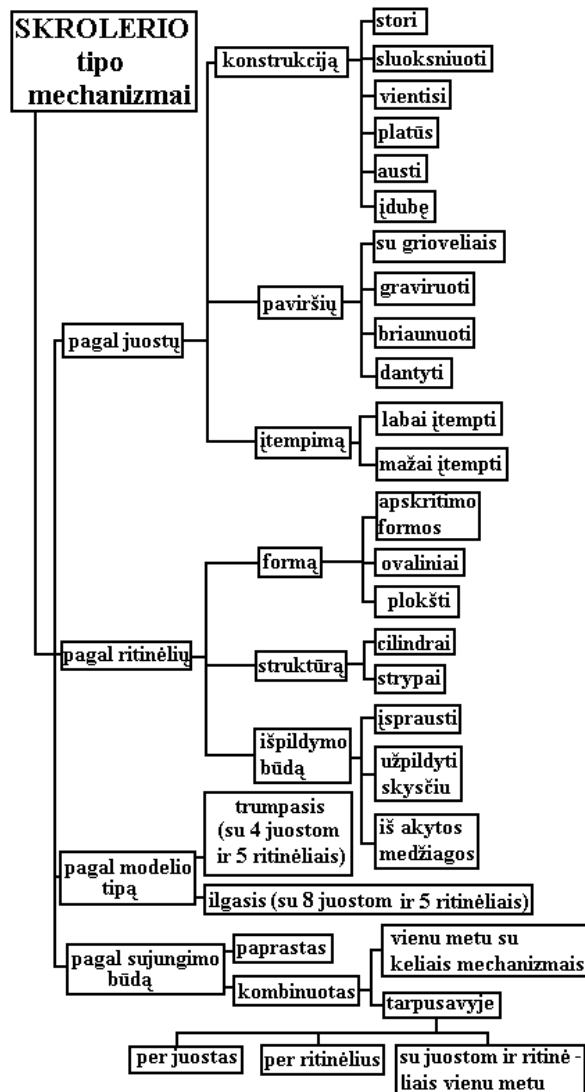 SKROLERIO
tipo
mechanizmai
pagal juostų
konstrukciją
stori
sluoksniuoti
vientisi
platūs
austi
įdubę
paviršių
su grioveliais
graviruoti
briaunuoti
dantyti
įtempimą
labai įtempti
mažai įtempti
pagal ritinėlių
formą
apskritimo
formos
ovaliniai
plokšti
struktūrą
cilindrai
strypai
išpildymo
būdą
įsprausti
užpildyti
skysčiu
iš akytos
medžiagos
pagal modelio
tipą
trumpasis
(su 4 juostom
ir 5 ritinėliais)
ilgasis (su 8 juostom ir 5 ritinėliais)
pagal sujungimo
būdą
paprastas
kombinuotas
vienu metu su
keliais mechanizmais
tarpusavyje
per juostas
per ritinėlius
su juostom ir ritinė -
liais vienu metu